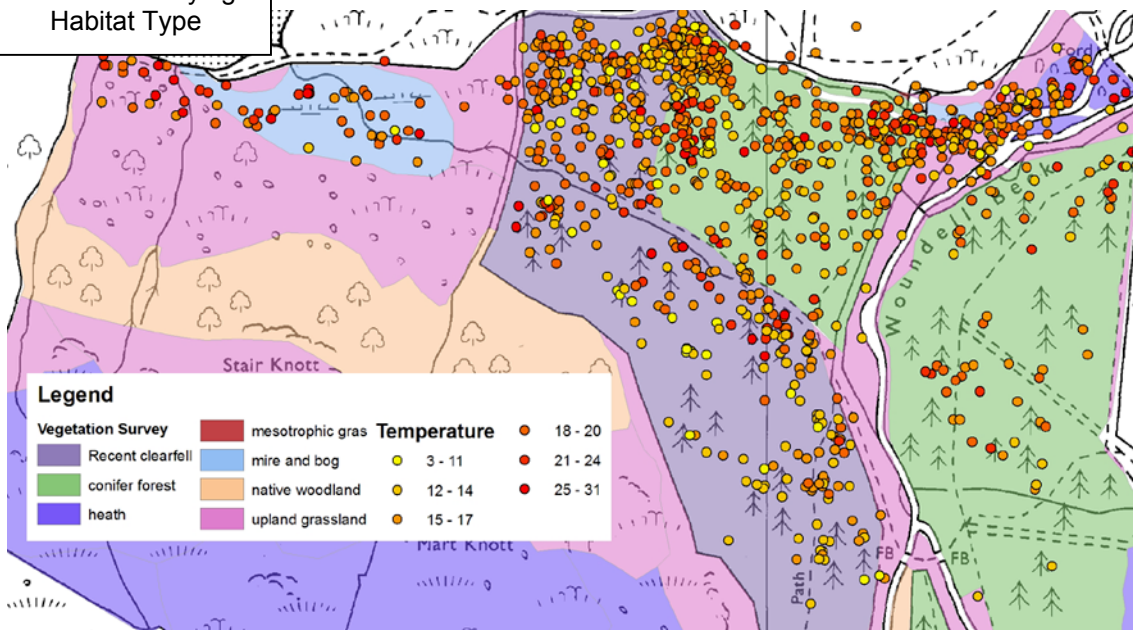 Habitat Type
Ford
Woundell Beck
Stair Knott
Legend
Vegetation Survey
Recent clearfell
conifer forest
heath
mesotrophic gras
mire and bog
native woodland
upland grassland
Temperature
3 - 11
12 - 14
15 - 17
18 - 20
21 - 24
25 - 31
Mart Knott
FB
FB
Path